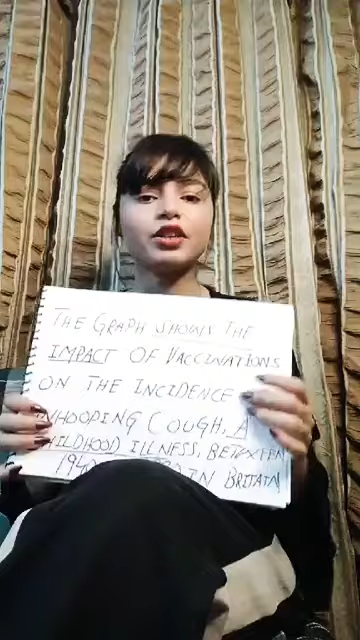 THE GRAPH SHOWS THE
IMPACT OF VACCINATIONS
ON THE INCIDENCE
WHOOPING COUGH, A
CHILDHOOD ILLNESS, BETWEEN
IN BRITAIN